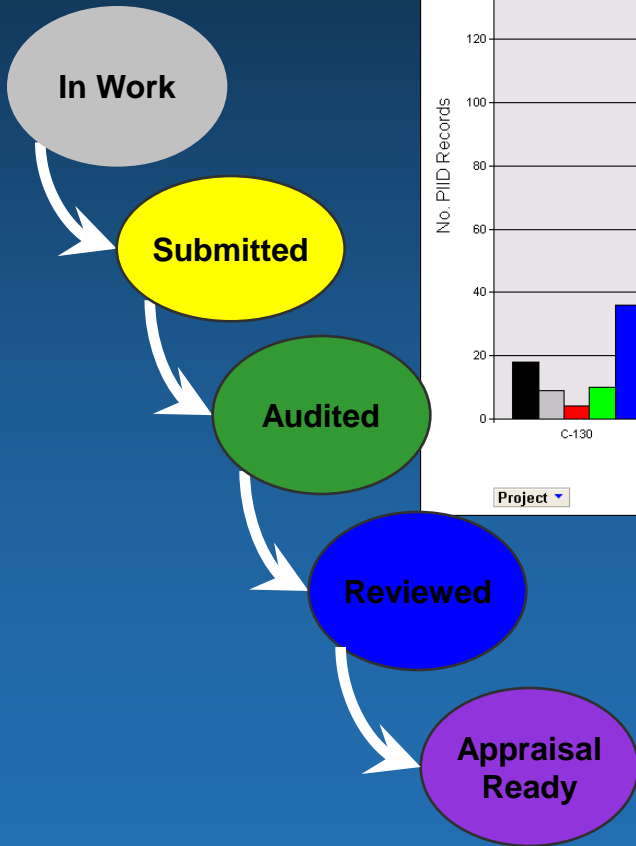 In Work
Submitted
Audited
Reviewed
Appraisal
Ready
No. PIID Records
120
100
80
60
40
20
0
C-130
Project